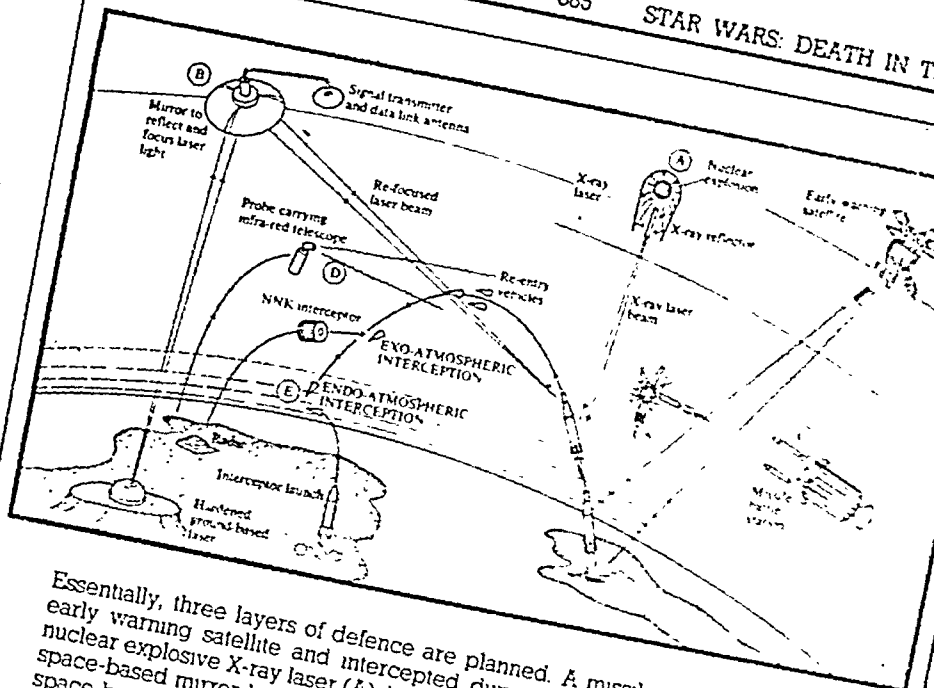 STAR WARS: DEATH IN
B
Signal transmitter
and data link antenna
Mirror to
reflect and
focus laser
light
A
Nuclear
explosion
X-ray
laser
Early warning
satellite
Re-focused
laser beam
X-ray reflector
Probe carrying
infra-red telescope
D
Re-entry
vehicles
NNK interceptor
X-ray laser
beam
EXO-ATMOSPHERIC
INTERCEPTION
E
ENDO-ATMOSPHERIC
INTERCEPTION
Radar
Interceptor launch
Hardened
ground-based
laser
Missile
battle
station
Essentially, three layers of defence are planned. A
early warning satellite and intercepted
nuclear explosive X-ray laser (A)
space-based mirror